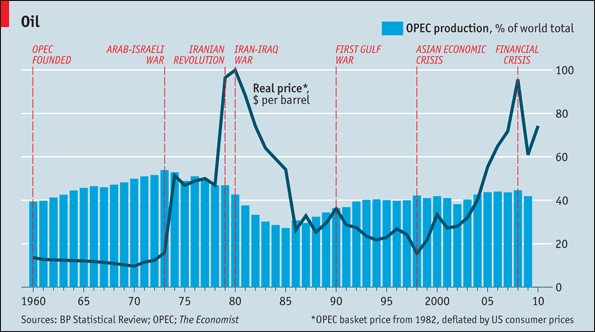 Oil
OPEC production, % of world total
OPEC
FOUNDED
ARAB-ISRAELI
WAR
IRANIAN
REVOLUTION
IRAN-IRAQ
WAR
FIRST GULF
WAR
ASIAN ECONOMIC
CRISIS
FINANCIAL
CRISIS
Real price*,
$ per barrel
100
80
60
40
20
0
1960 65 70 75 80 85 90 95 2000 05 10
Sources: BP Statistical Review; OPEC; The Economist
*OPEC basket price from 1982, deflated by US consumer prices